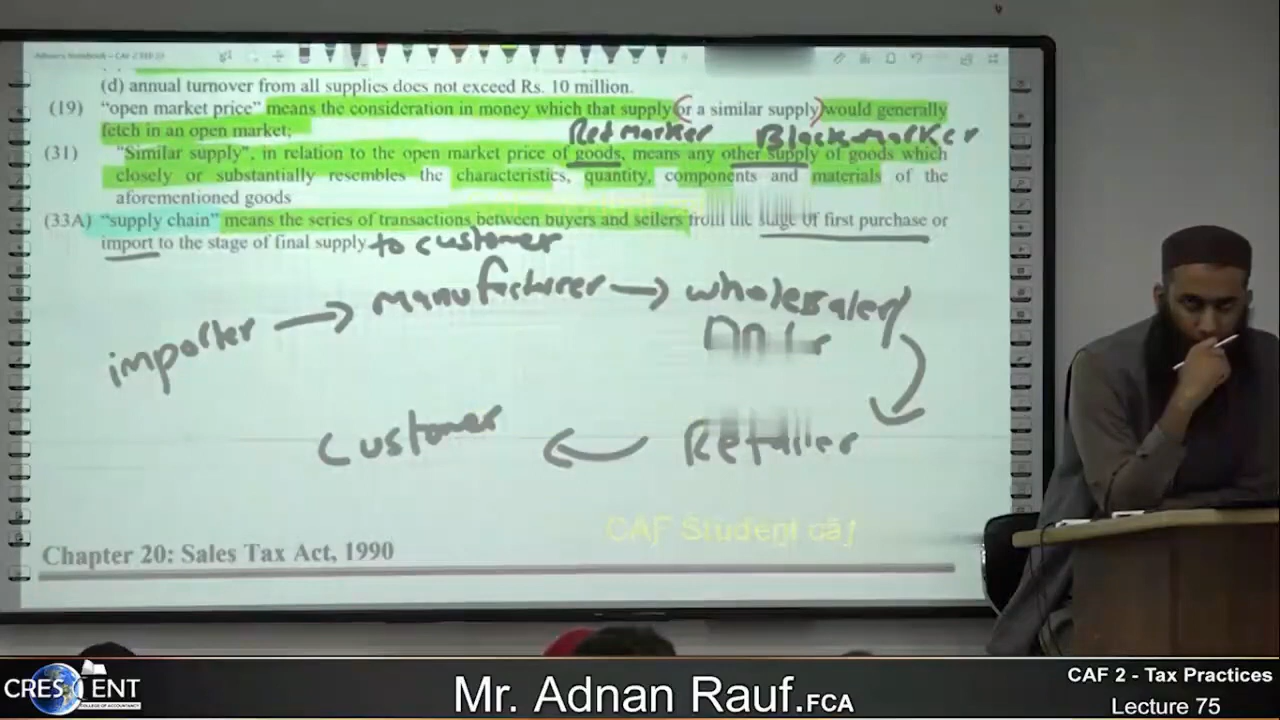 (d) annual turnover from all supplies does not exceed Rs. 10 million.
(19) "open market price" means the consideration in money which that supply (or a similar supply) would generally
fetch in an open market;
Red marker Black marker
(31) "Similar supply", in relation to the open market price of goods, means any other supply of goods which
closely or substantially resembles the characteristics, quantity, components and materials of the
aforementioned goods
(33A) "supply chain" means the series of transactions between buyers and sellers from the stage of first purchase or
import to the stage of final supply to customer
importer → manufacturer → wholesaler/
Retailer
Customer
CAF Student
Chapter 20: Sales Tax Act, 1990
CRESCENT
COLLEGE OF ACCOUNTANCY
Mr. Adnan Rauf.FCA
CAF 2 - Tax Practices
Lecture 75